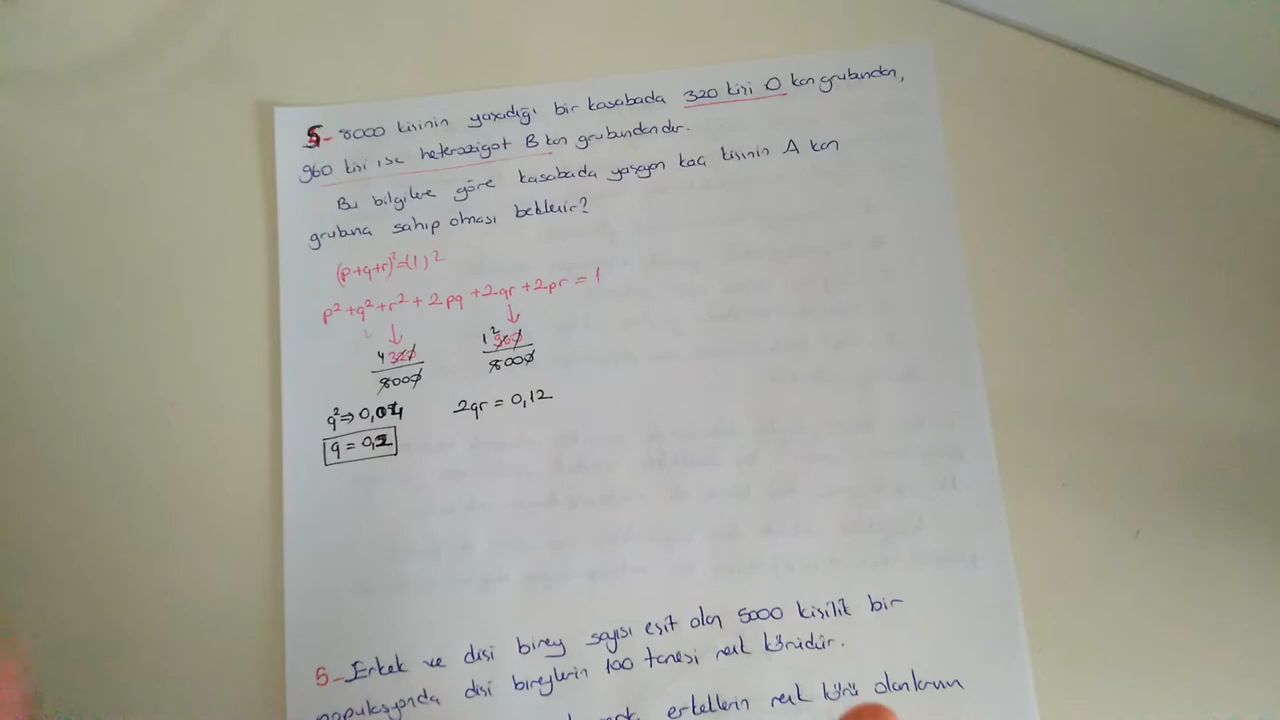 5- 8000 kişinin yaşadığı bir kasabada 320 kişi O kan grubundan,
960 kişi ise heterozigot B kan grubundandır.
Bu bilgilere göre kasabada yaşayan kaç kişinin A kan
grubuna sahip olması beklenir?
(p+q+r)²=(1)²
p²+q²+r²+2pq+2qr+2pr=1
4 320 12 960
8000 8000
q²⇒0,04 2qr=0,12
q=0,2
5- Erkek ve dişi birey sayısı eşit olan 5000 kişilik bir
popülasyonda dişi bireylerin 100 tanesi renk körüdür.
erkeklerin renk körü olanlarının